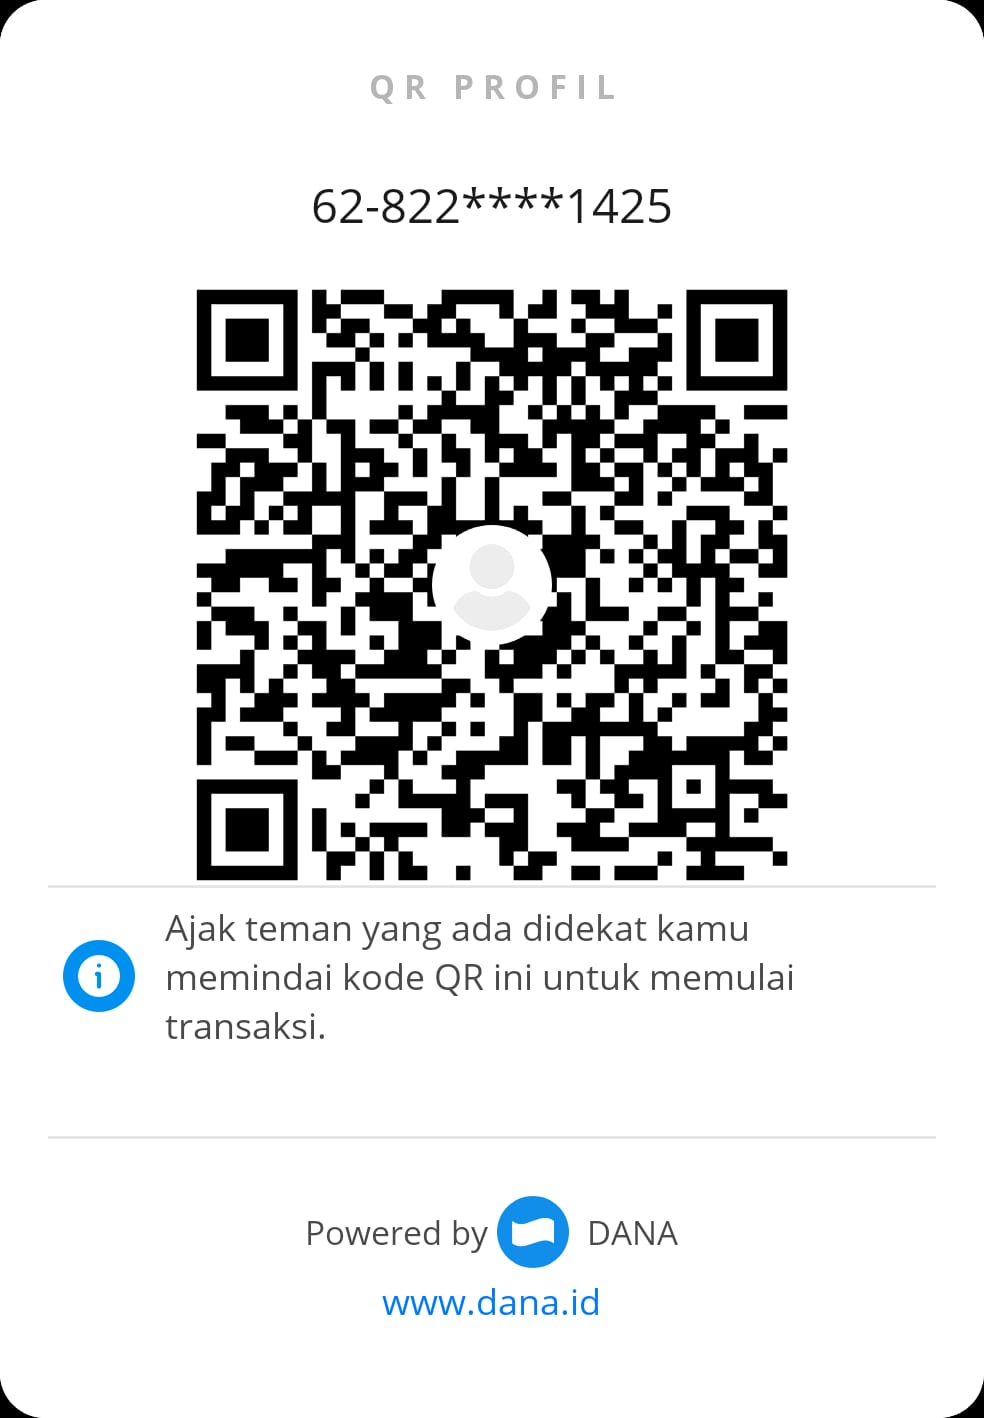 QR PROFIL
62-822****1425
Ajak teman yang ada didekat kamu
memindai kode QR ini untuk memulai
transaksi.
Powered by DANA
www.dana.id